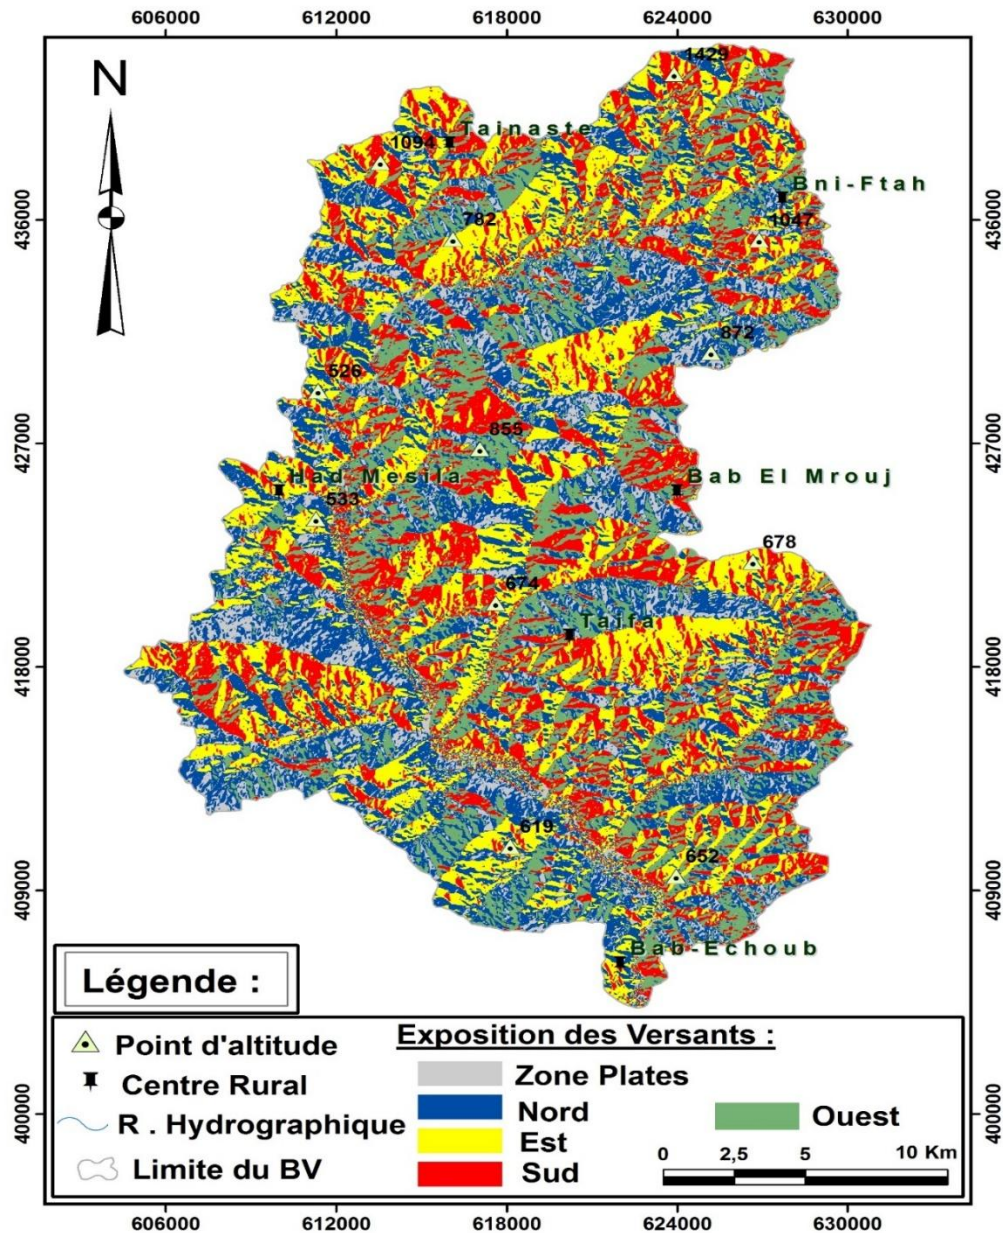 606000 612000 618000 624000 630000
N
1429
Tainaste
1094
Bni-Ftah
436000
782
1047
436000
872
526
427000
855
427000
Had Mesila
Bab El Mrouj
533
678
674
Taifa
418000
418000
619
652
409000
409000
Bab-Echoub
Légende :
Exposition des Versants :
Point d'altitude
Zone Plates
Centre Rural
400000
Nord
Ouest
400000
R . Hydrographique
Est
2,5
0 5 10 Km
Limite du BV
Sud
606000 612000 618000 624000 630000